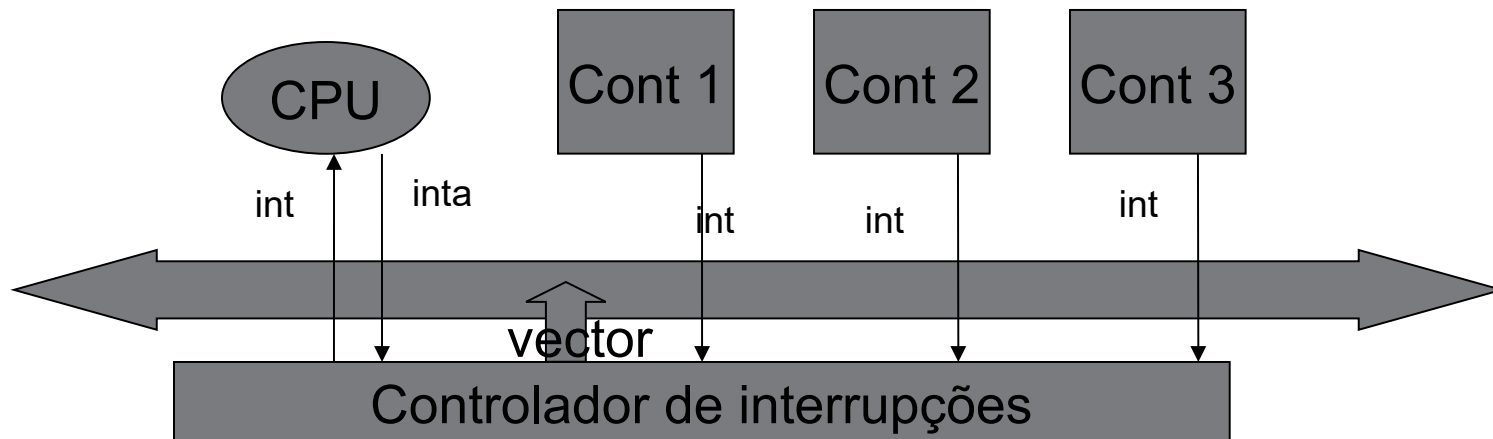 CPU
Cont 1
Cont 2
Cont 3
int
inta
int
int
int
vector
Controlador de interrupções